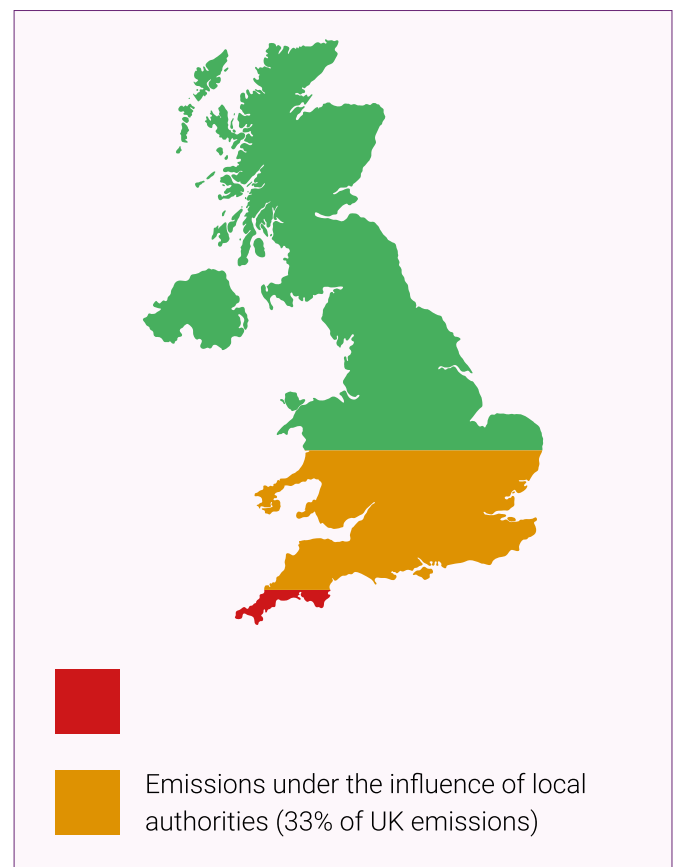 Emissions under the influence of local
authorities (33% of UK emissions)